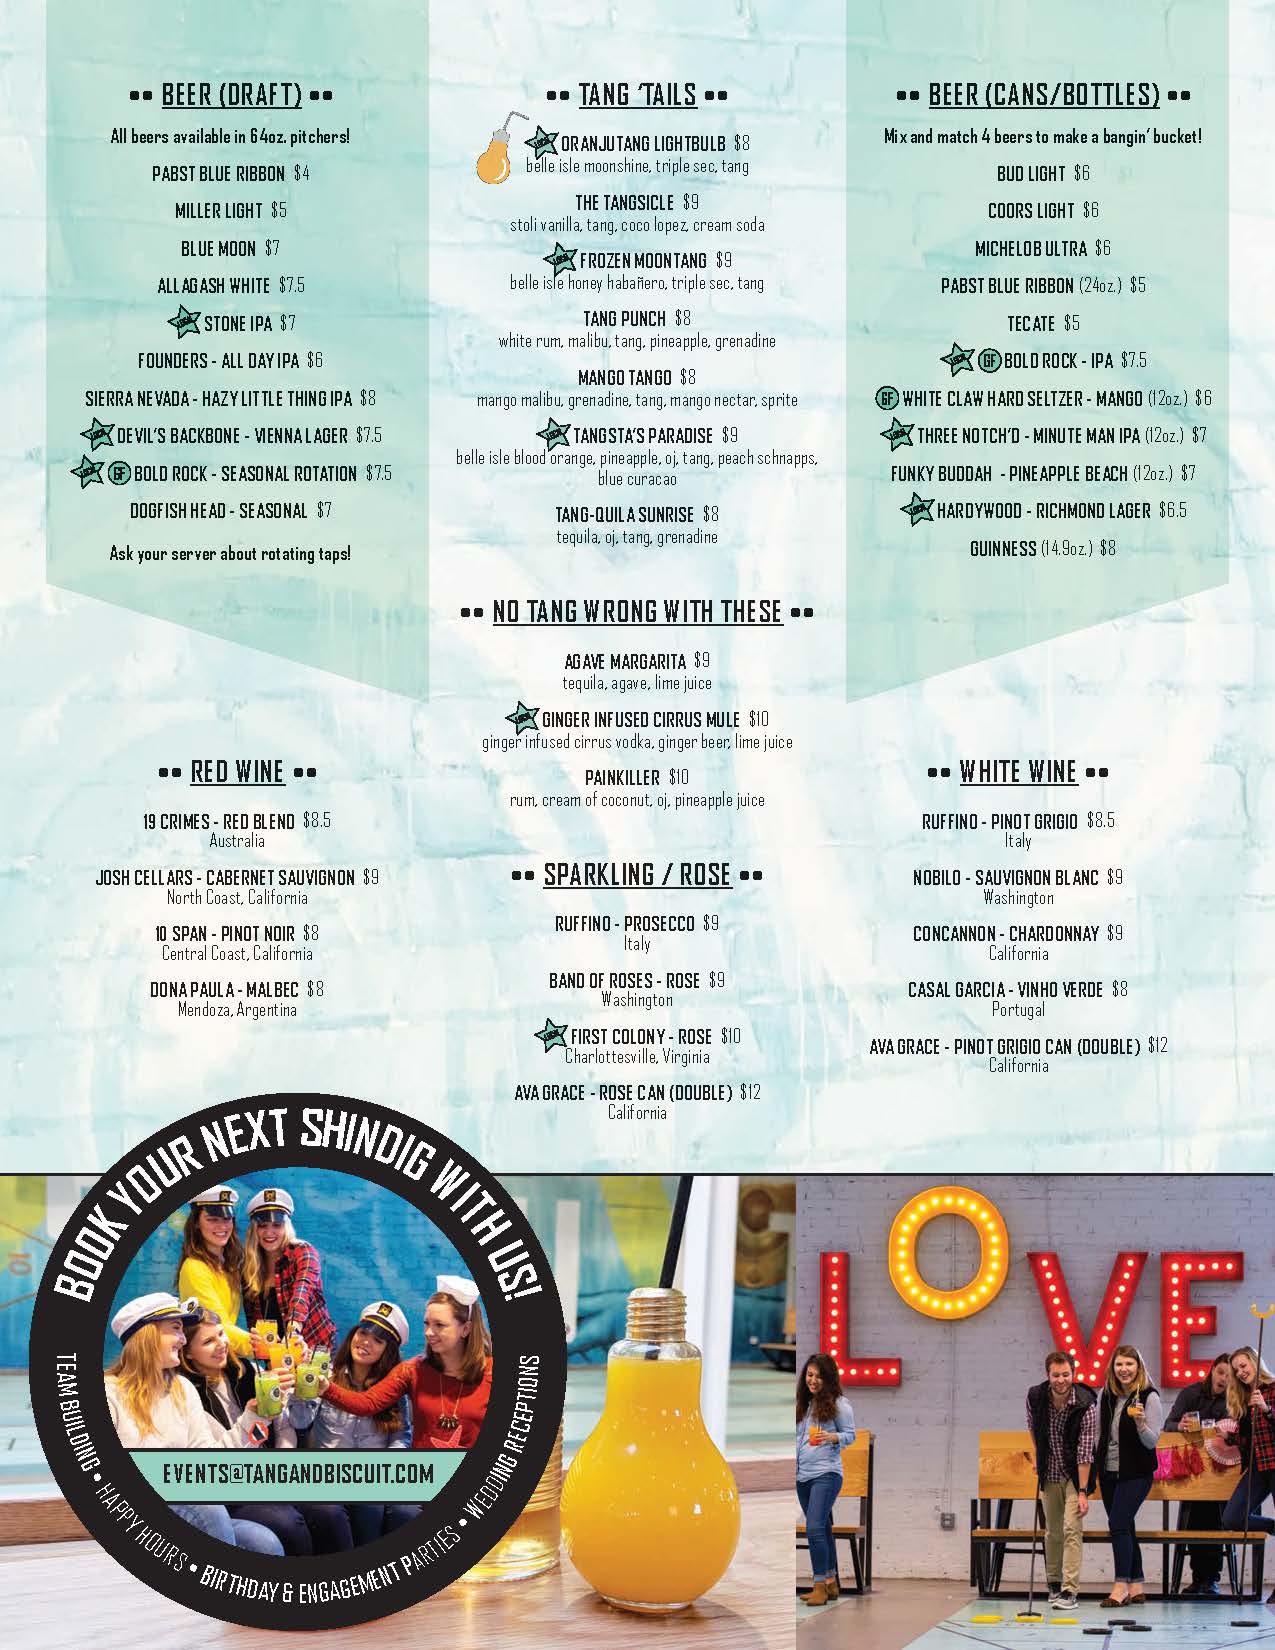 •• BEER (DRAFT) ••
All beers available in 64oz. pitchers!
PABST BLUE RIBBON $4
MILLER LIGHT $5
BLUE MOON $7
ALLAGASH WHITE $7.5
LOCAL STONE IPA $7
FOUNDERS - ALL DAY IPA $6
SIERRA NEVADA - HAZY LITTLE THING IPA $8
LOCAL DEVIL'S BACKBONE - VIENNA LAGER $7.5
LOCAL GF BOLD ROCK - SEASONAL ROTATION $7.5
DOGFISH HEAD - SEASONAL $7
Ask your server about rotating taps!
•• TANG ‘TAILS ••
LOCAL ORANJUTANG LIGHTBULB $8
belle isle moonshine, triple sec, tang
THE TANGSICLE $9
stoli vanilla, tang, coco lopez, cream soda
LOCAL FROZEN MOONTANG $9
belle isle honey habañero, triple sec, tang
TANG PUNCH $8
white rum, malibu, tang, pineapple, grenadine
MANGO TANGO $8
mango malibu, grenadine, tang, mango nectar, sprite
LOCAL TANGSTA'S PARADISE $9
belle isle blood orange, pineapple, oj, tang, peach schnapps,
blue curacao
TANG-QUILA SUNRISE $8
tequila, oj, tang, grenadine
•• BEER (CANS/BOTTLES) ••
Mix and match 4 beers to make a bangin' bucket!
BUD LIGHT $6
COORS LIGHT $6
MICHELOB ULTRA $6
PABST BLUE RIBBON (24oz.) $5
TECATE $5
LOCAL GF BOLD ROCK - IPA $7.5
GF WHITE CLAW HARD SELTZER - MANGO (12oz.) $6
LOCAL THREE NOTCH'D - MINUTE MAN IPA (12oz.) $7
FUNKY BUDDAH - PINEAPPLE BEACH (12oz.) $7
LOCAL HARDYWOOD - RICHMOND LAGER $6.5
GUINNESS (14.9oz.) $8
•• NO TANG WRONG WITH THESE ••
AGAVE MARGARITA $9
tequila, agave, lime juice
LOCAL GINGER INFUSED CIRRUS MULE $10
ginger infused cirrus vodka, ginger beer, lime juice
PAINKILLER $10
rum, cream of coconut, oj, pineapple juice
•• RED WINE ••
19 CRIMES - RED BLEND $8.5
Australia
JOSH CELLARS - CABERNET SAUVIGNON $9
North Coast, California
10 SPAN - PINOT NOIR $8
Central Coast, California
DONA PAULA - MALBEC $8
Mendoza, Argentina
•• SPARKLING / ROSE ••
RUFFINO - PROSECCO $9
Italy
BAND OF ROSES - ROSE $9
Washington
LOCAL FIRST COLONY - ROSE $10
Charlottesville, Virginia
AVA GRACE - ROSE CAN (DOUBLE) $12
California
•• WHITE WINE ••
RUFFINO - PINOT GRIGIO $8.5
Italy
NOBILO - SAUVIGNON BLANC $9
Washington
CONCANNON - CHARDONNAY $9
California
CASAL GARCIA - VINHO VERDE $8
Portugal
AVA GRACE - PINOT GRIGIO CAN (DOUBLE) $12
California
BOOK YOUR NEXT SHINDIG WITH US!
EVENTS@TANGANDBISCUIT.COM
TEAM BUILDING • HAPPY HOURS • BIRTHDAY & ENGAGEMENT PARTIES • WEDDING RECEPTIONS
LOVE